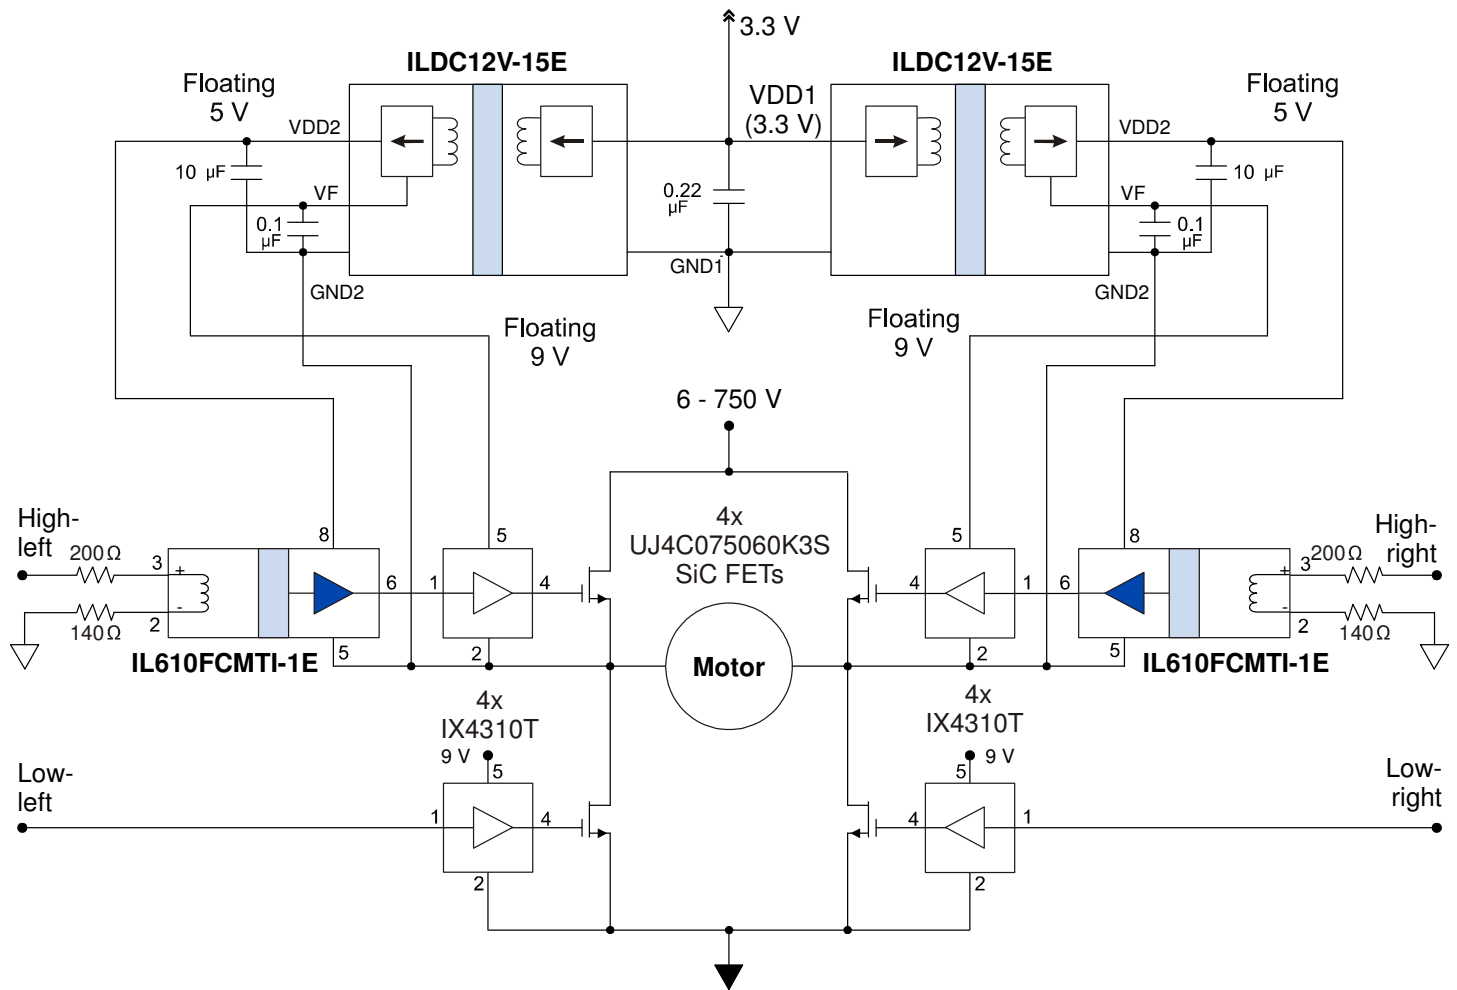 3.3 V
ILDC12V-15E
ILDC12V-15E
Floating
5 V
VDD1
(3.3 V)
Floating
5 V
VDD2
VDD2
10 µF
0.22
µF
10 µF
VF
VF
0.1
µF
0.1
µF
GND2
GND1
GND2
Floating
9 V
Floating
9 V
6 - 750 V
4x
UJ4C075060K3S
SiC FETs
High-
left
200Ω
3
+
-
2
140Ω
8
6
5
IL610FCMTI-1E
5
1
4
2
5
4
1
2
8
6
5
High-
right
200Ω
3
+
-
2
140Ω
IL610FCMTI-1E
Motor
4x
IX4310T
9 V
5
4x
IX4310T
9 V
5
Low-
left
1
4
2
Low-
right
4
1
2